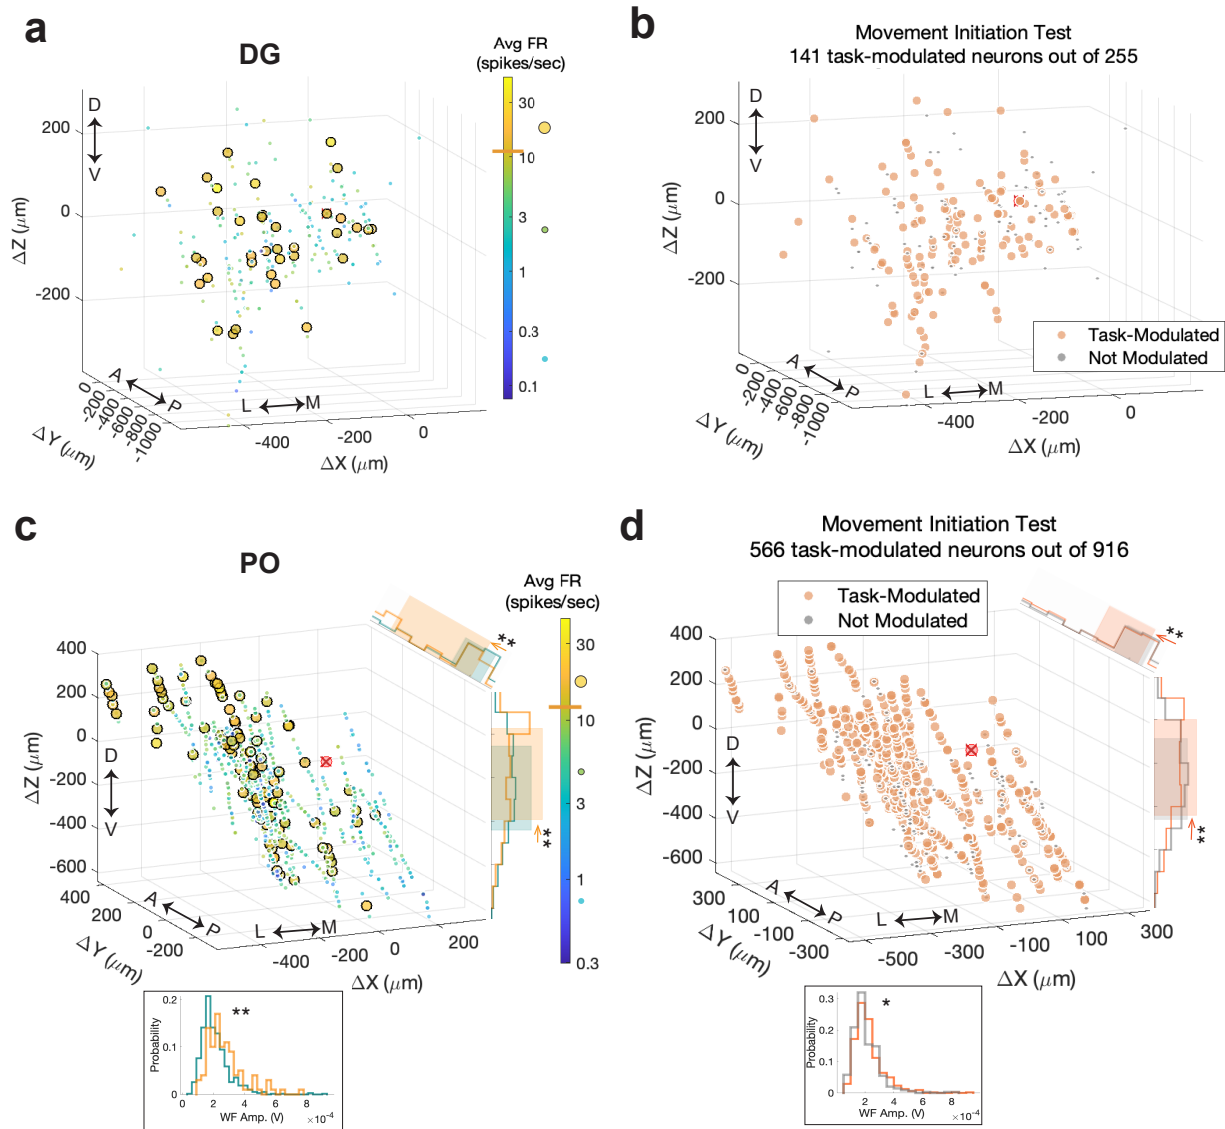 a
DG
Avg FR
(spikes/sec)
30
10
3
1
0.3
0.1
D
V
200
0
-200
ΔZ (μm)
A
P
L
M
0
-200
-400
-600
-800
-1000
ΔY (μm)
-400
-200
0
ΔX (μm)
b
Movement Initiation Test
141 task-modulated neurons out of 255
D
V
200
0
-200
ΔZ (μm)
Task-Modulated
Not Modulated
A
P
L
M
0
-200
-400
-600
-800
-1000
ΔY (μm)
-400
-200
0
ΔX (μm)
c
PO
Avg FR
(spikes/sec)
30
10
3
1
0.3
**
**
400
200
0
-200
-400
-600
ΔZ (μm)
D
V
A
P
L
M
400
200
0
-200
ΔY (μm)
-400
-200
0
200
ΔX (μm)
0.2
0.1
0
Probability
**
0
2
4
6
8
WF Amp. (V)
×10-4
d
Movement Initiation Test
566 task-modulated neurons out of 916
Task-Modulated
Not Modulated
**
**
400
200
0
-200
-400
-600
ΔZ (μm)
D
V
A
P
L
M
300
100
-100
-300
ΔY (μm)
-500
-300
-100
100
300
ΔX (μm)
0.3
0.2
0.1
0
Probability
*
2
4
6
8
WF Amp. (V)
×10-4